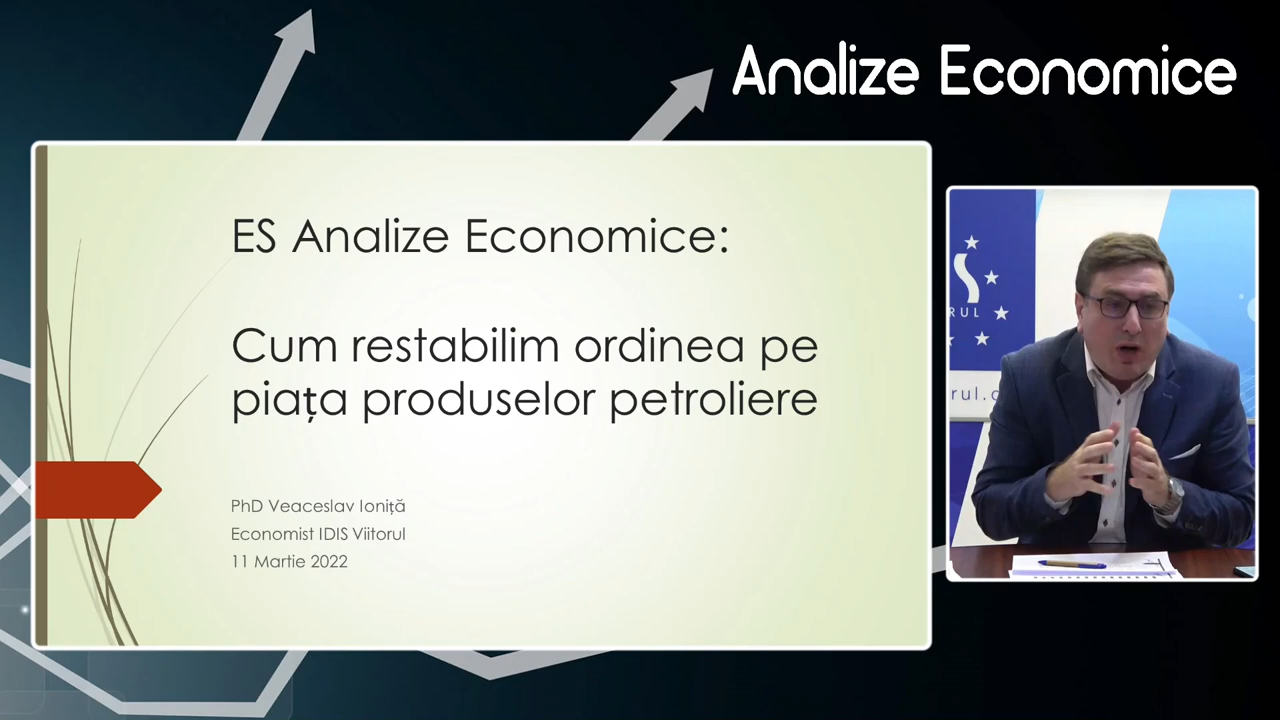 Analize Economice
ES Analize Economice:
Cum restabilim ordinea pe
piața produselor petroliere
PhD Veaceslav Ioniță
Economist IDIS Viitorul
11 Martie 2022